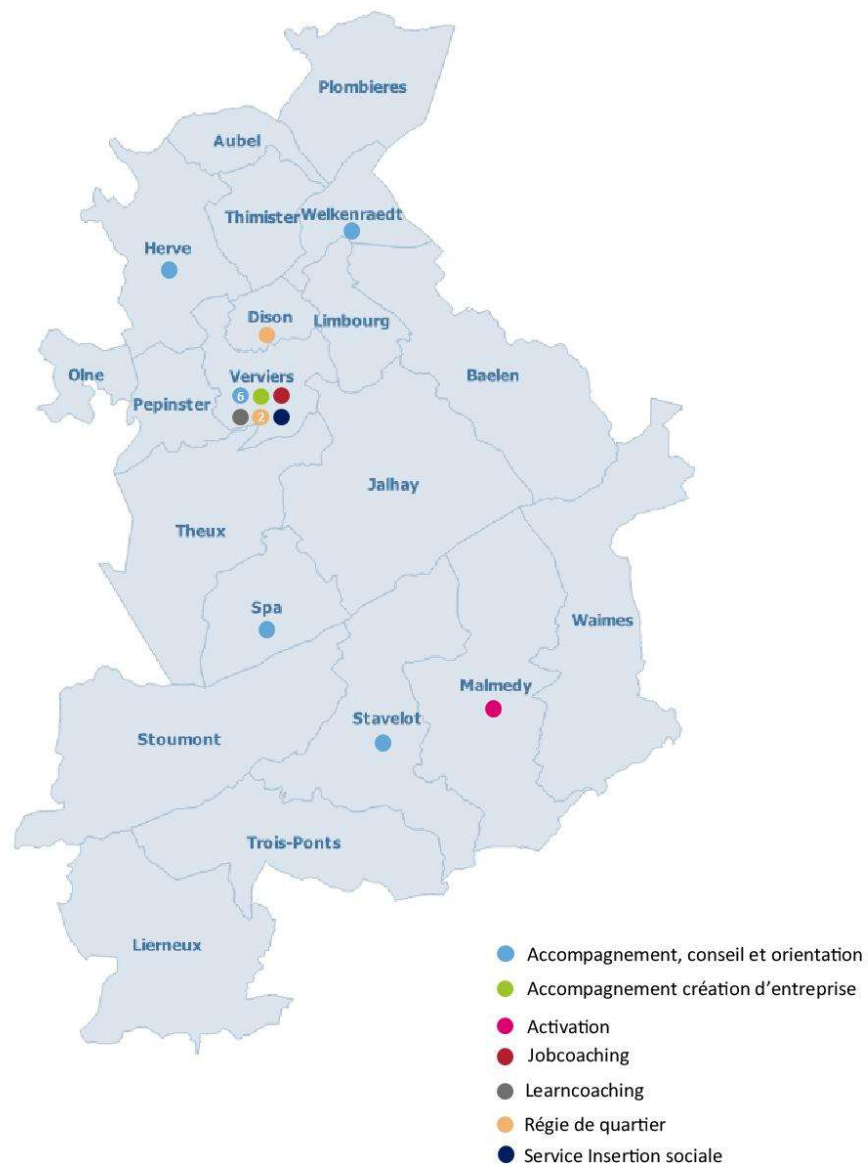 Plombieres
Aubel
Thimister
Welkenraedt
Herve
Dison
Limbourg
Olne
Verviers
Baelen
Pepinster
6
2
Jalhay
Theux
Spa
Waimes
Malmedy
Stavelot
Stoumont
Trois-Ponts
Lierneux
Accompagnement, conseil et orientation
Accompagnement création d'entreprise
Activation
Jobcoaching
Learncoaching
Régie de quartier
Service Insertion sociale